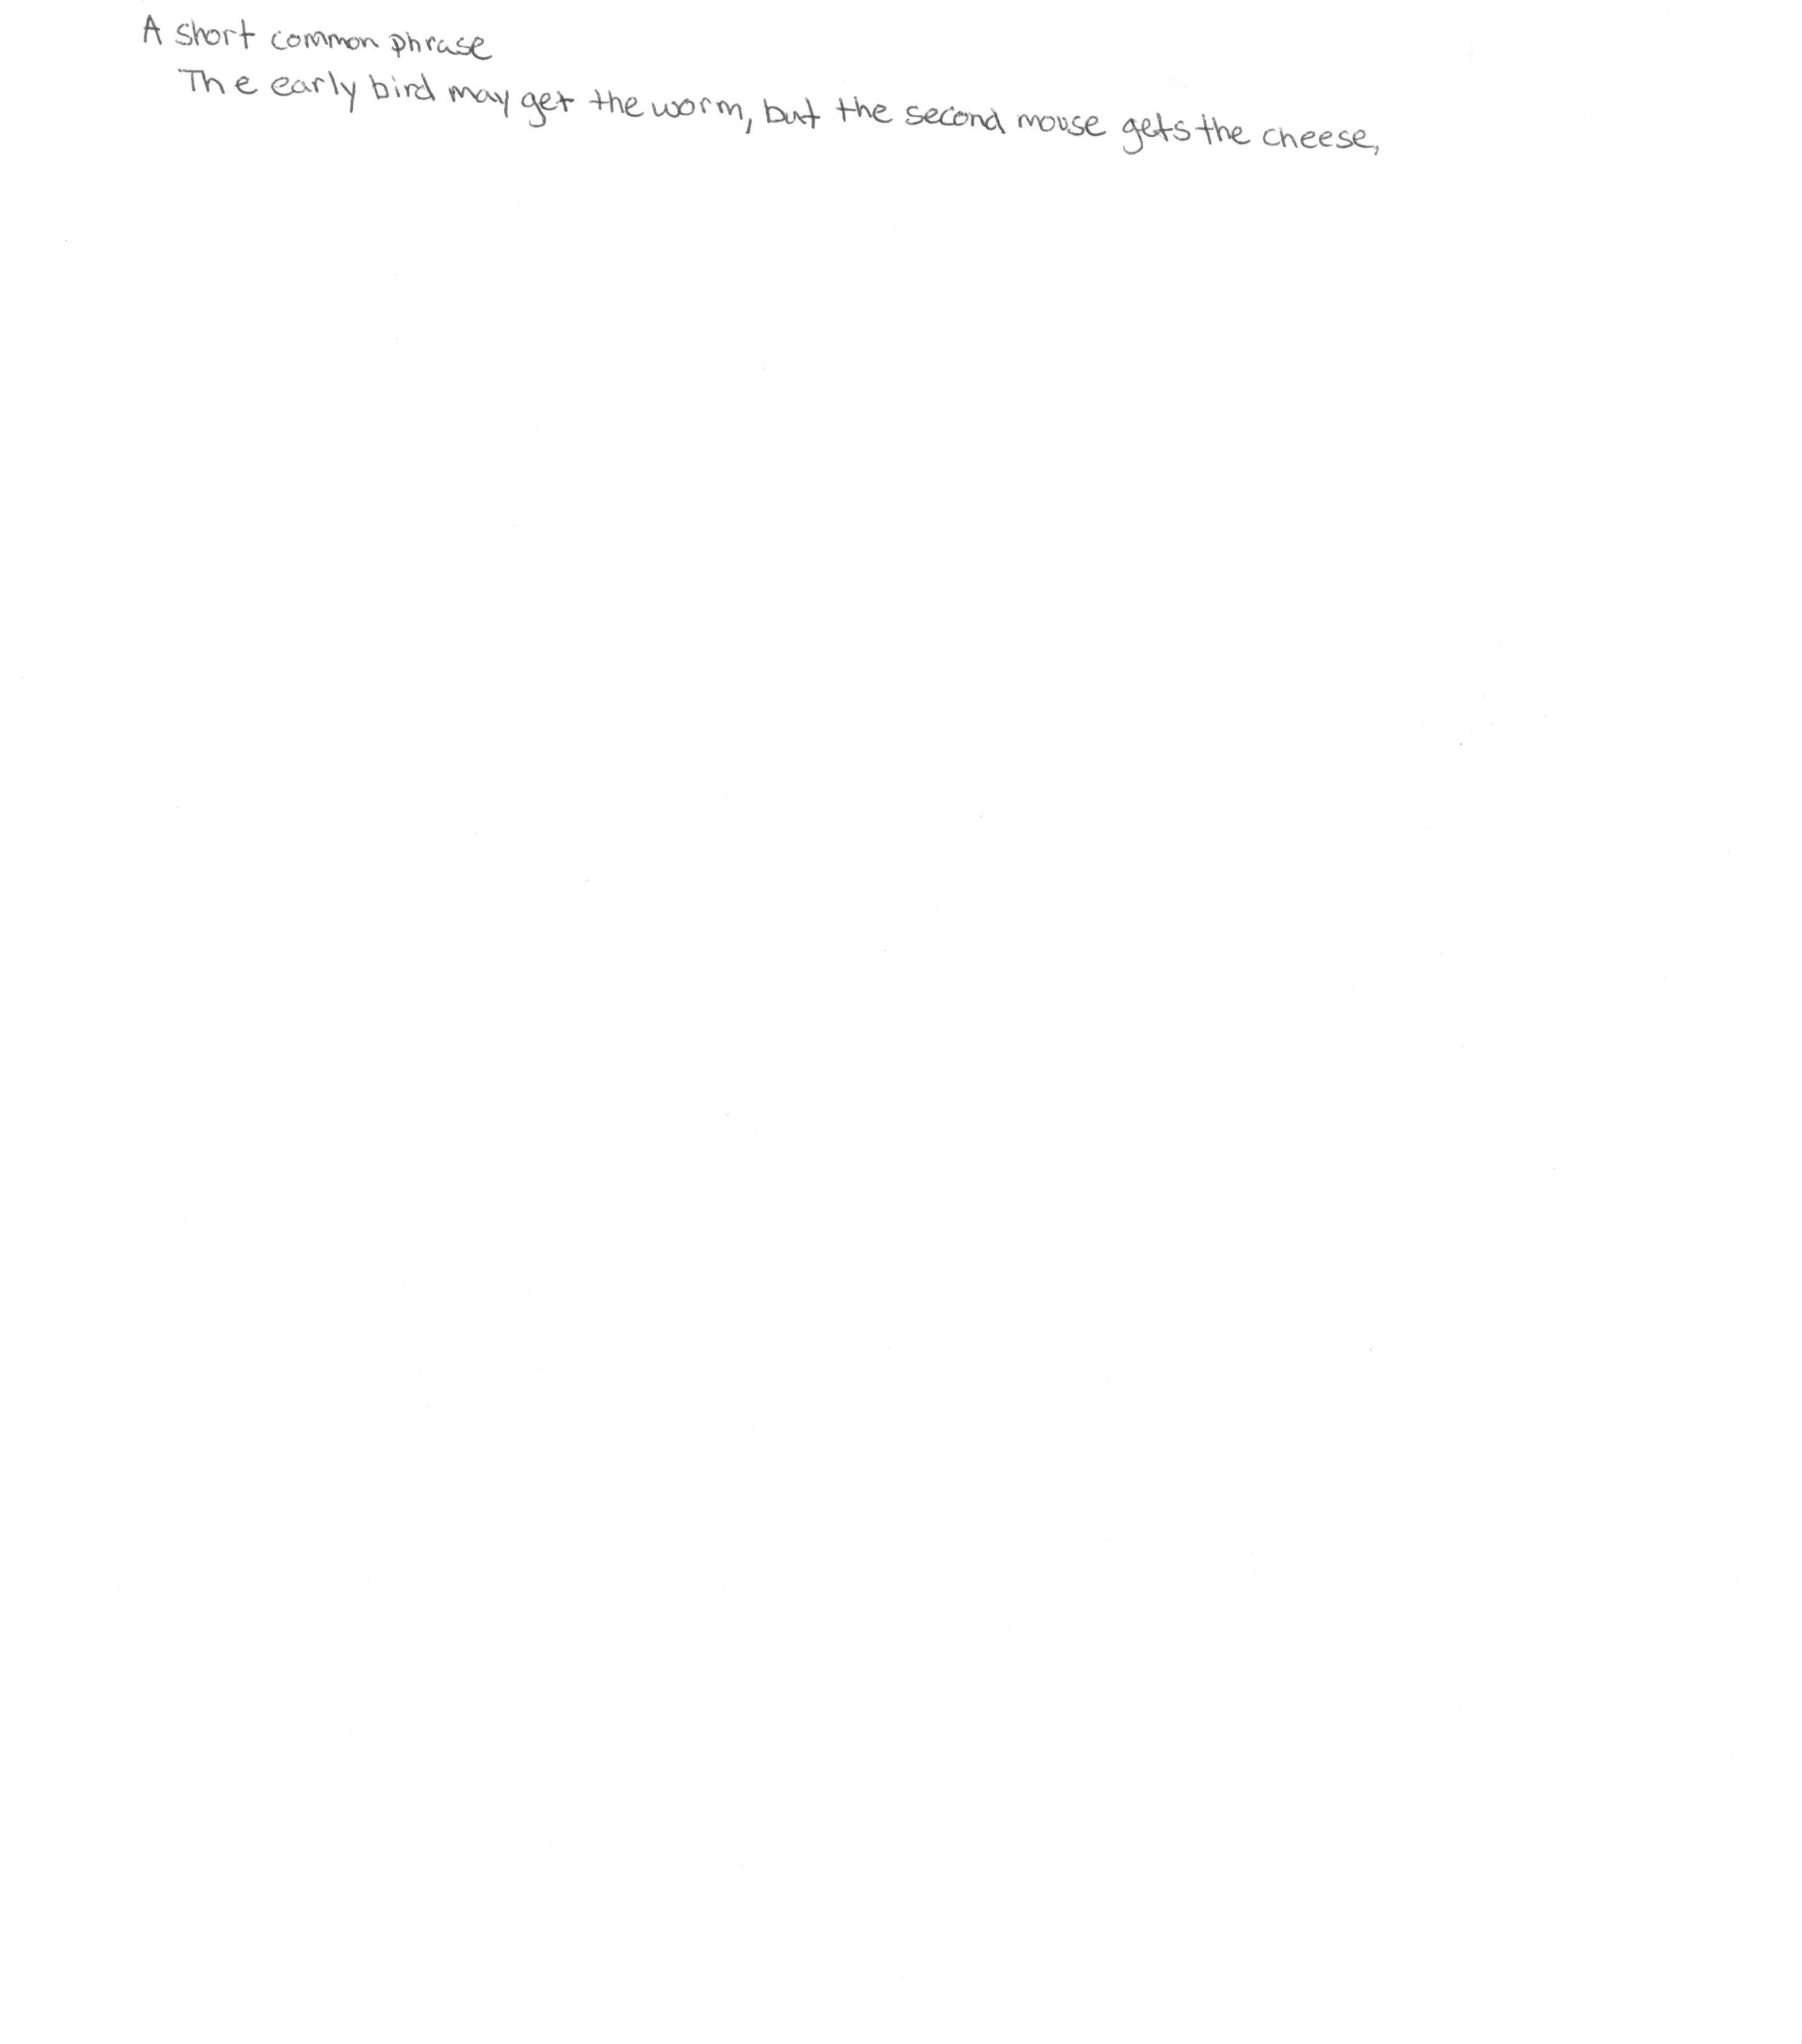 A short common phrase
The early bird may get the worm, but the second mouse gets the cheese,